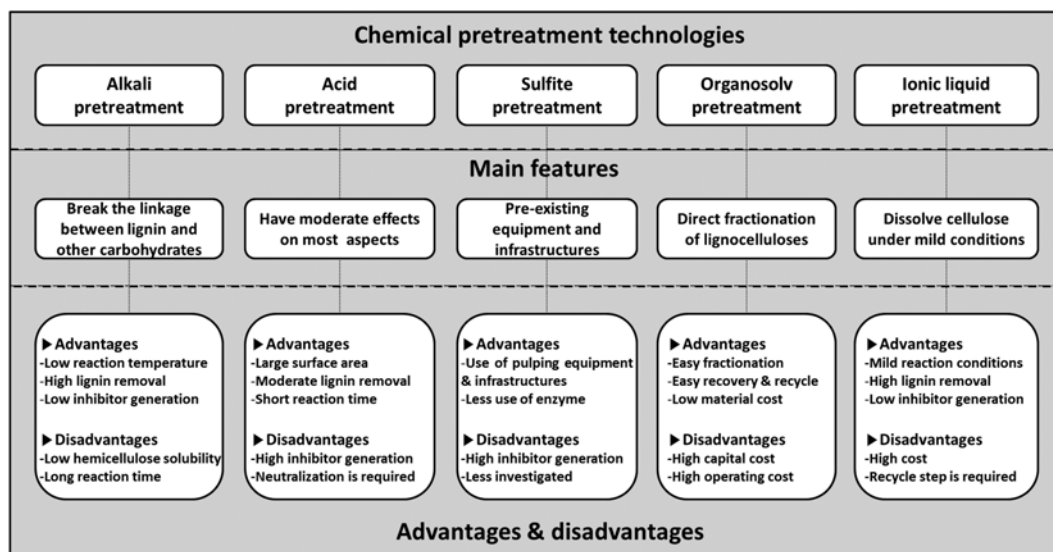 Chemical pretreatment technologies
Alkali
pretreatment
Acid
pretreatment
Sulfite
pretreatment
Organosolv
pretreatment
Ionic liquid
pretreatment
Main features
Break the linkage
between lignin and
other carbohydrates
Have moderate effects
on most aspects
Pre-existing
equipment and
infrastructures
Direct fractionation
of lignocelluloses
Dissolve cellulose
under mild conditions
▶Advantages
-Low reaction temperature
-High lignin removal
-Low inhibitor generation
▶Disadvantages
-Low hemicellulose solubility
-Long reaction time
▶Advantages
-Large surface area
-Moderate lignin removal
-Short reaction time
▶Disadvantages
-High inhibitor generation
-Neutralization is required
▶Advantages
-Use of pulping equipment
& infrastructures
-Less use of enzyme
▶Disadvantages
-High inhibitor generation
-Less investigated
▶Advantages
-Easy fractionation
-Easy recovery & recycle
-Low material cost
▶Disadvantages
-High capital cost
-High operating cost
▶Advantages
-Mild reaction conditions
-High lignin removal
-Low inhibitor generation
▶Disadvantages
-High cost
-Recycle step is required
Advantages & disadvantages